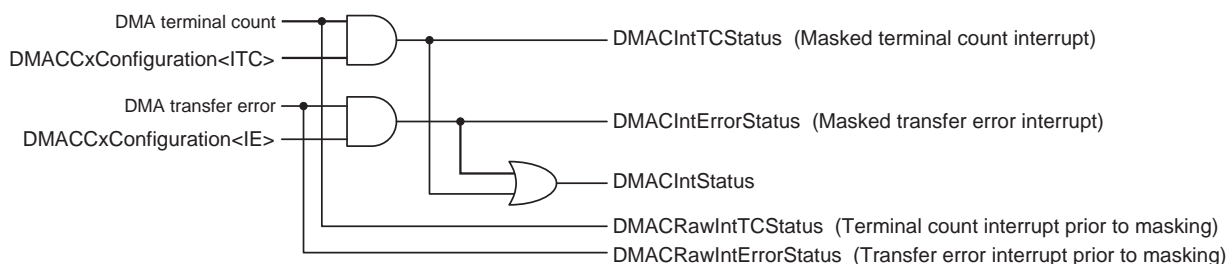 DMA terminal count
DMACIntTCStatus (Masked terminal count interrupt)
DMACCxConfiguration<ITC>
DMA transfer error
DMACIntErrorStatus (Masked transfer error interrupt)
DMACCxConfiguration<IE>
DMACIntStatus
DMACRawIntTCStatus (Terminal count interrupt prior to masking)
DMACRawIntErrorStatus (Transfer error interrupt prior to masking)